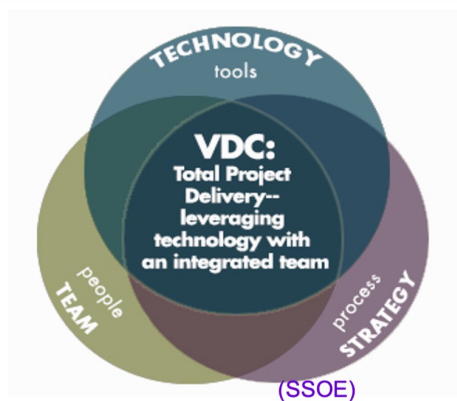 TECHNOLOGY
tools
VDC:
Total Project
Delivery--
leveraging
technology with
an integrated team
people
TEAM
process
STRATEGY
(SSOE)